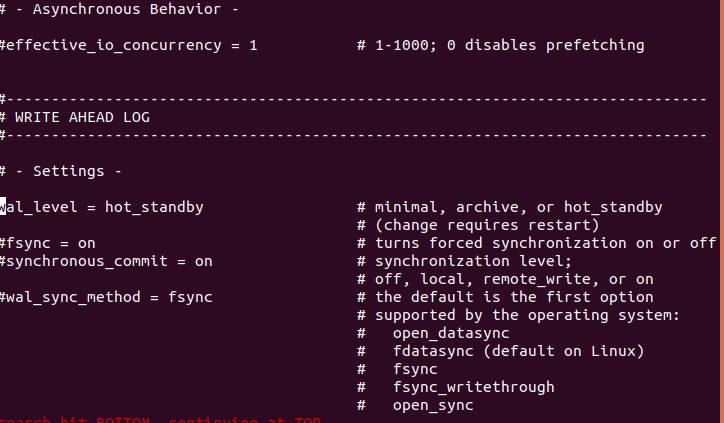 # - Asynchronous Behavior -
#effective_io_concurrency = 1                # 1-1000; 0 disables prefetching
#------------------------------------------------------------------------------
# WRITE AHEAD LOG
#------------------------------------------------------------------------------
# - Settings -
wal_level = hot_standby                 # minimal, archive, or hot_standby
                                        # (change requires restart)
#fsync = on                             # turns forced synchronization on or off
#synchronous_commit = on                # synchronization level;
                                        # off, local, remote_write, or on
#wal_sync_method = fsync                # the default is the first option
                                        # supported by the operating system:
                                        #   open_datasync
                                        #   fdatasync (default on Linux)
                                        #   fsync
                                        #   fsync_writethrough
                                        #   open_sync
search hit BOTTOM, continuing at TOP